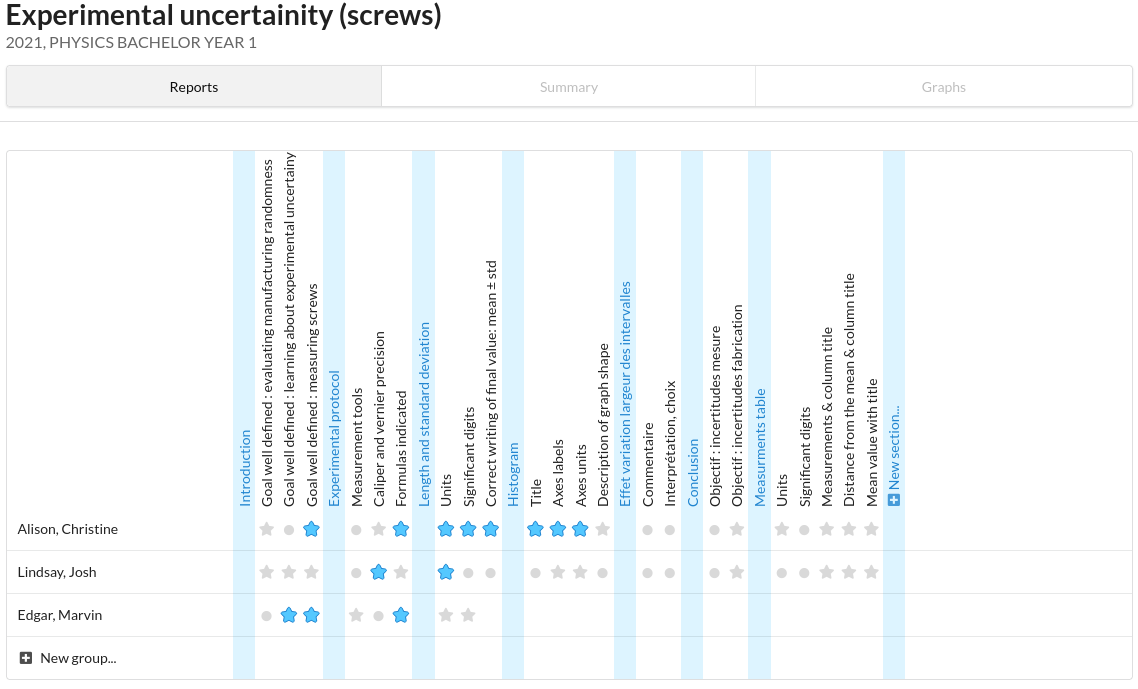 Experimental uncertainity (screws)
2021, PHYSICS BACHELOR YEAR 1
Reports
Summary
Graphs
Introduction
Goal well defined : evaluating manufacturing randomness
Goal well defined : learning about experimental uncertainy
Goal well defined : measuring screws
Experimental protocol
Measurement tools
Caliper and vernier precision
Formulas indicated
Length and standard deviation
Units
Significant digits
Correct writing of final value: mean ± std
Histogram
Title
Axes labels
Axes units
Description of graph shape
Effet variation largeur des intervalles
Commentaire
Interprétation, choix
Conclusion
Objectif : incertitudes mesure
Objectif : incertitudes fabrication
Measurments table
Units
Significant digits
Measurements & column title
Distance from the mean & column title
Mean value with title
New section...
Alison, Christine
Lindsay, Josh
Edgar, Marvin
New group...